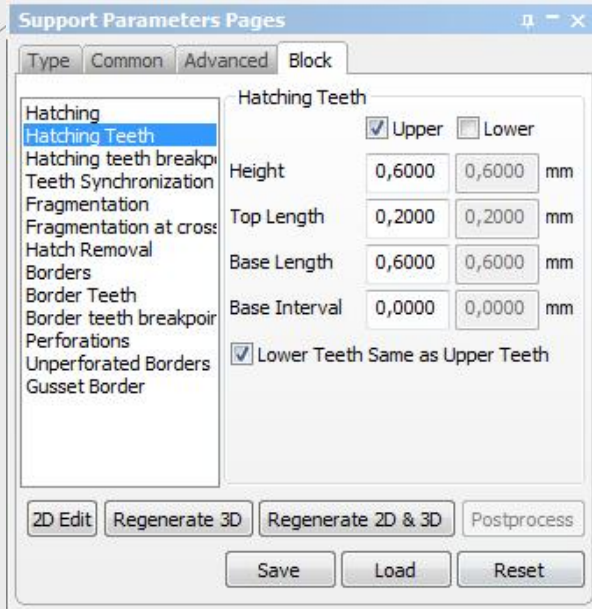 Support Parameters Pages
Type Common Advanced Block
Hatching
Hatching Teeth
Hatching teeth breakp
Teeth Synchronization
Fragmentation
Fragmentation at cross
Hatch Removal
Borders
Border Teeth
Border teeth breakpoir
Perforations
Unperforated Borders
Gusset Border
Hatching Teeth
Upper Lower
Height 0,6000 0,6000 mm
Top Length 0,2000 0,2000 mm
Base Length 0,6000 0,6000 mm
Base Interval 0,0000 0,0000 mm
Lower Teeth Same as Upper Teeth
2D Edit Regenerate 3D Regenerate 2D & 3D Postprocess
Save Load Reset